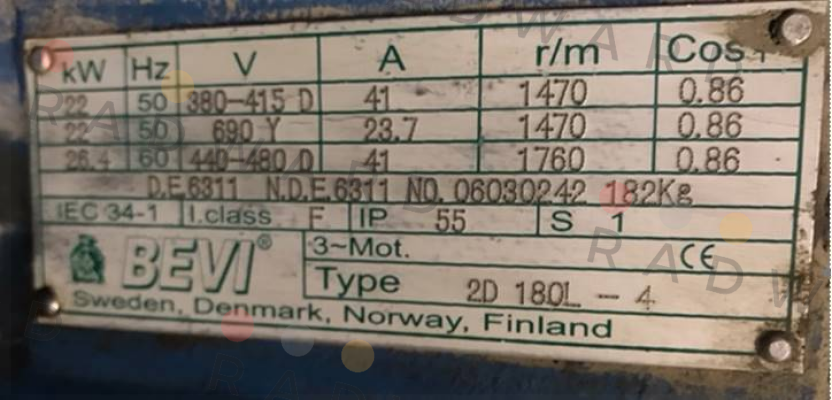 kW Hz V A r/m Cos
22 50 380-415 D 41 1470 0.86
22 50 690 Y 23.7 1470 0.86
26.4 60 440-480 D 41 1760 0.86
D.E.6311 N.D.E.6311 NO. 06030242 182Kg
IEC 34-1 I.class F IP 55 S 1
BEVI® 3~Mot. CE
Type 2D 180L - 4
Sweden, Denmark, Norway, Finland